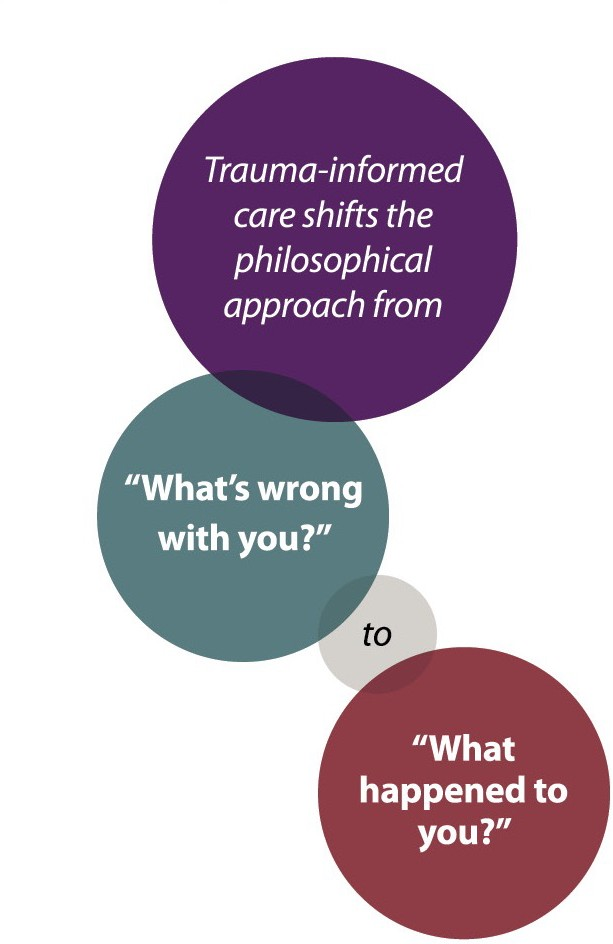 Trauma-informed
care shifts the
philosophical
approach from
“What’s wrong
with you?”
to
“What
happened to
you?”